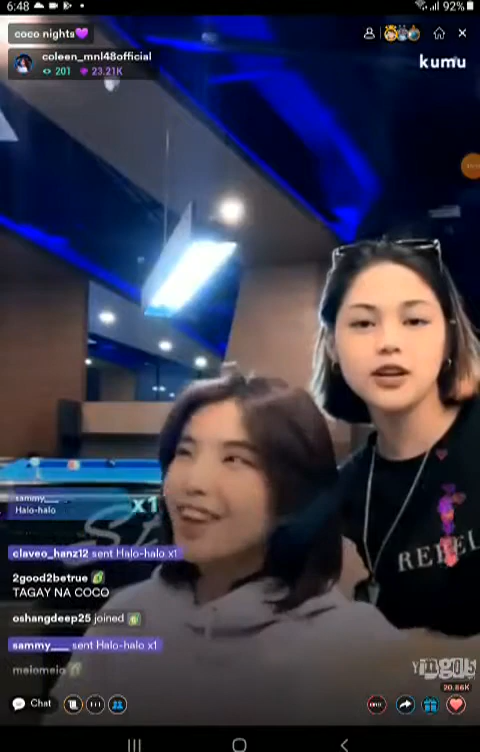 6:48
92%
coco nights💜
coleen_mnl48official
201 23.21K
kumu
sammy___
Halo-halo
x1
claveo_hanz12 sent Halo-halo x1
2good2betrue
TAGAY NA COCO
oshangdeep25 joined
sammy___ sent Halo-halo x1
REBEL
20.86K
Chat